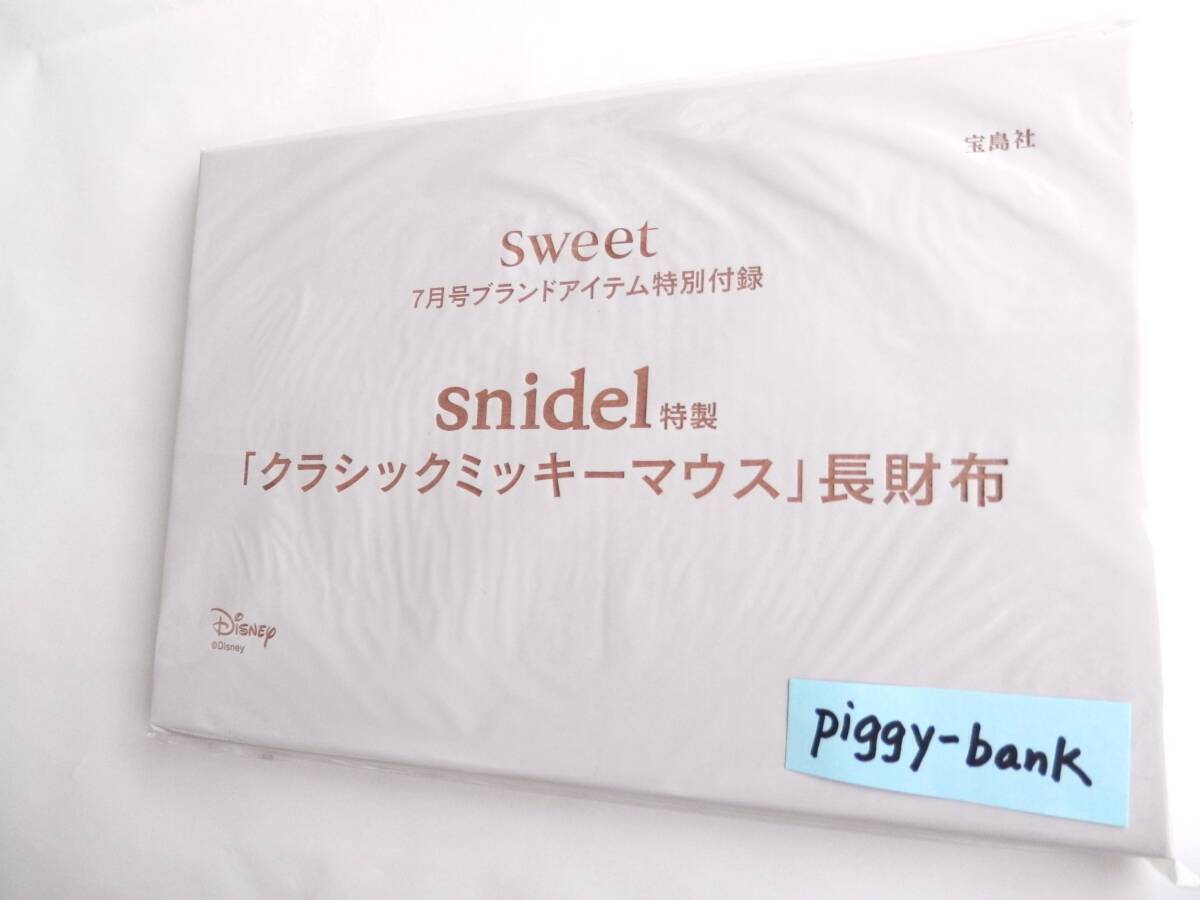 宝島社
sweet
7月号ブランドアイテム特別付録
snidel特製
「クラシックミッキーマウス」長財布
Disney
©Disney
piggy-bank